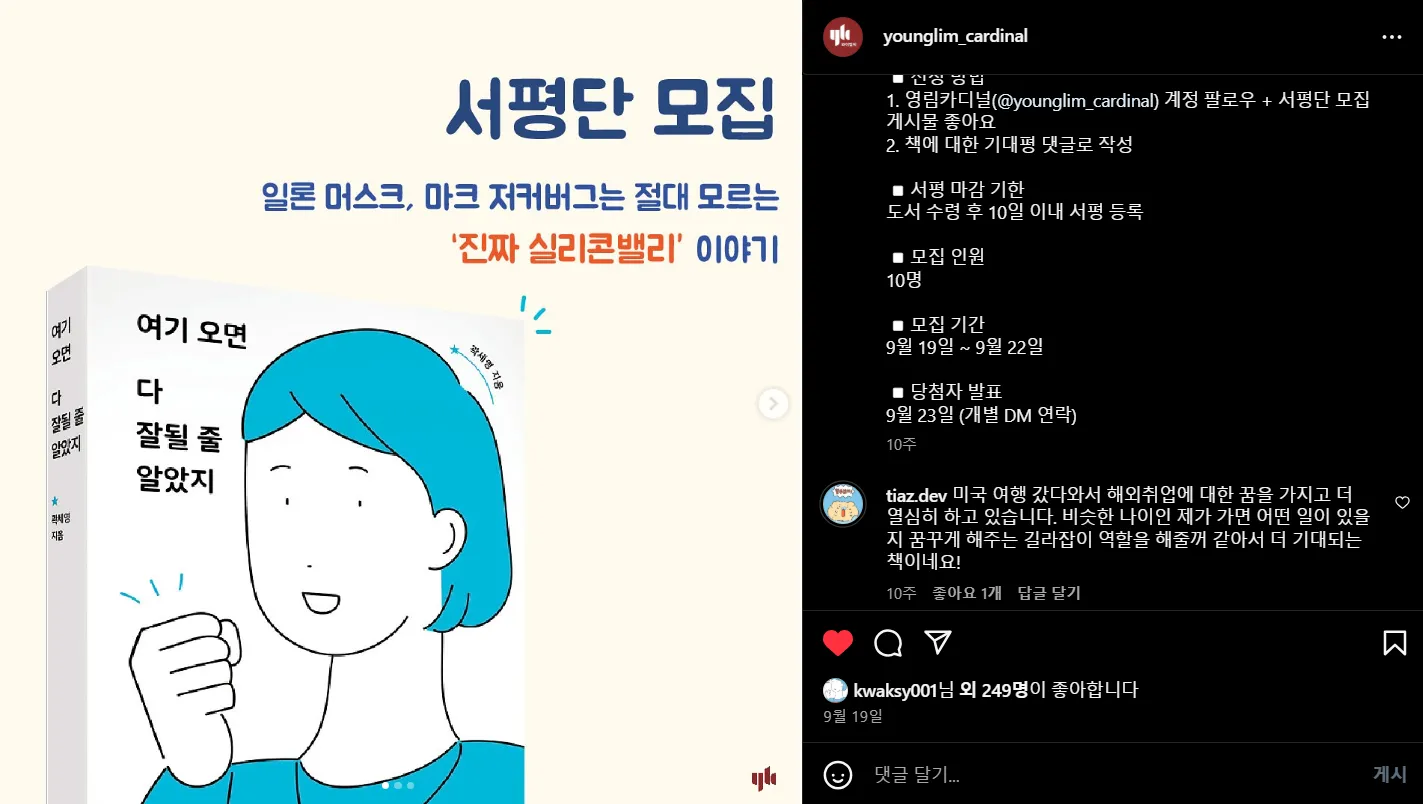 서평단 모집
일론 머스크, 마크 저커버그는 절대 모르는
‘진짜 실리콘밸리’ 이야기
여기
오면
다
잘될 줄
알았지
곽세영
지음
여기 오면
다
잘될 줄
알았지
곽세영 지음
ylc
ylc
younglim_cardinal
■ 신청 방법
1. 영림카디널(@younglim_cardinal) 계정 팔로우 + 서평단 모집
게시물 좋아요
2. 책에 대한 기대평 댓글로 작성
■ 서평 마감 기한
도서 수령 후 10일 이내 서평 등록
■ 모집 인원
10명
■ 모집 기간
9월 19일 ~ 9월 22일
■ 당첨자 발표
9월 23일 (개별 DM 연락)
10주
tiaz.dev 미국 여행 갔다와서 해외취업에 대한 꿈을 가지고 더
열심히 하고 있습니다. 비슷한 나이인 제가 가면 어떤 일이 있을
지 꿈꾸게 해주는 길라잡이 역할을 해줄꺼 같아서 더 기대되는
책이네요!
10주 좋아요 1개 답글 달기
kwaksy001님 외 249명이 좋아합니다
9월 19일
댓글 달기...
게시